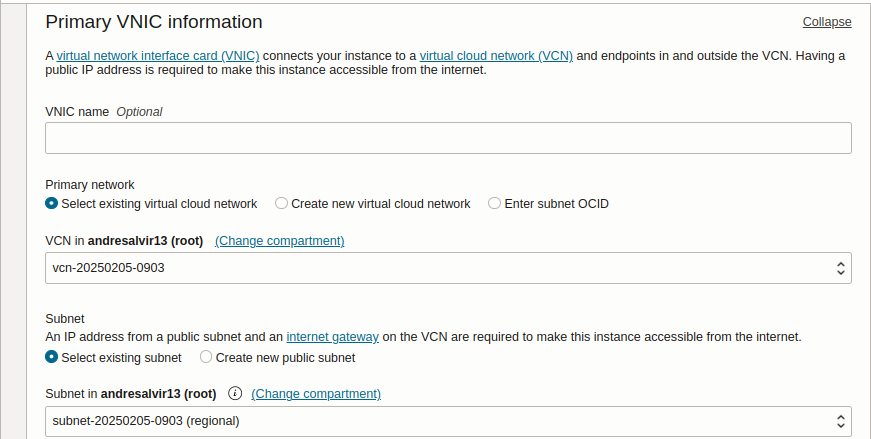 Primary VNIC information
Collapse
A virtual network interface card (VNIC) connects your instance to a virtual cloud network (VCN) and endpoints in and outside the VCN. Having a
public IP address is required to make this instance accessible from the internet.
VNIC name Optional
Primary network
Select existing virtual cloud network Create new virtual cloud network Enter subnet OCID
VCN in andresalvir13 (root) (Change compartment)
vcn-20250205-0903
Subnet
An IP address from a public subnet and an internet gateway on the VCN are required to make this instance accessible from the internet.
Select existing subnet Create new public subnet
Subnet in andresalvir13 (root) i (Change compartment)
subnet-20250205-0903 (regional)